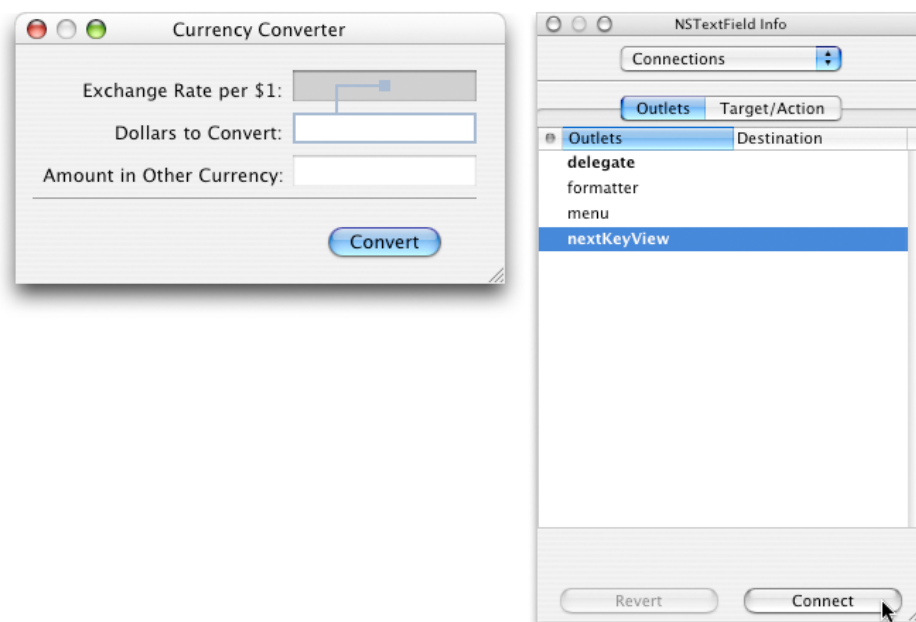 Currency Converter
Exchange Rate per $1:
Dollars to Convert:
Amount in Other Currency:
Convert
NSTextField Info
Connections
Outlets Target/Action
Outlets Destination
delegate
formatter
menu
nextKeyView
Revert Connect